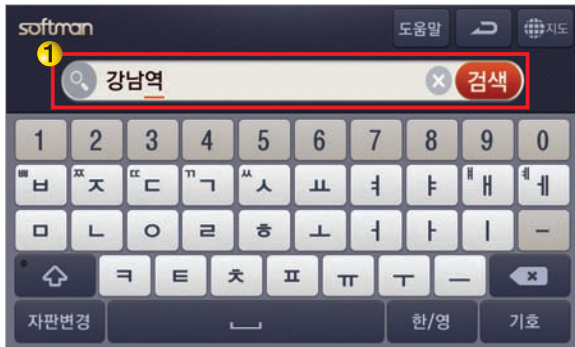 softman 도움말 지도
1
강남역 검색
1 2 3 4 5 6 7 8 9 0
ㅃ ㅂ ㅉ ㅈ ㄸ ㄷ ㄲ ㄱ ㅆ ㅅ ㅛ ㅕ ㅑ ㅒ ㅐ ㅖ ㅔ
ㅁ ㄴ ㅇ ㄹ ㅎ ㅗ ㅓ ㅏ ㅣ -
ㅋ ㅌ ㅊ ㅍ ㅠ ㅜ ㅡ
자판변경 한/영 기호